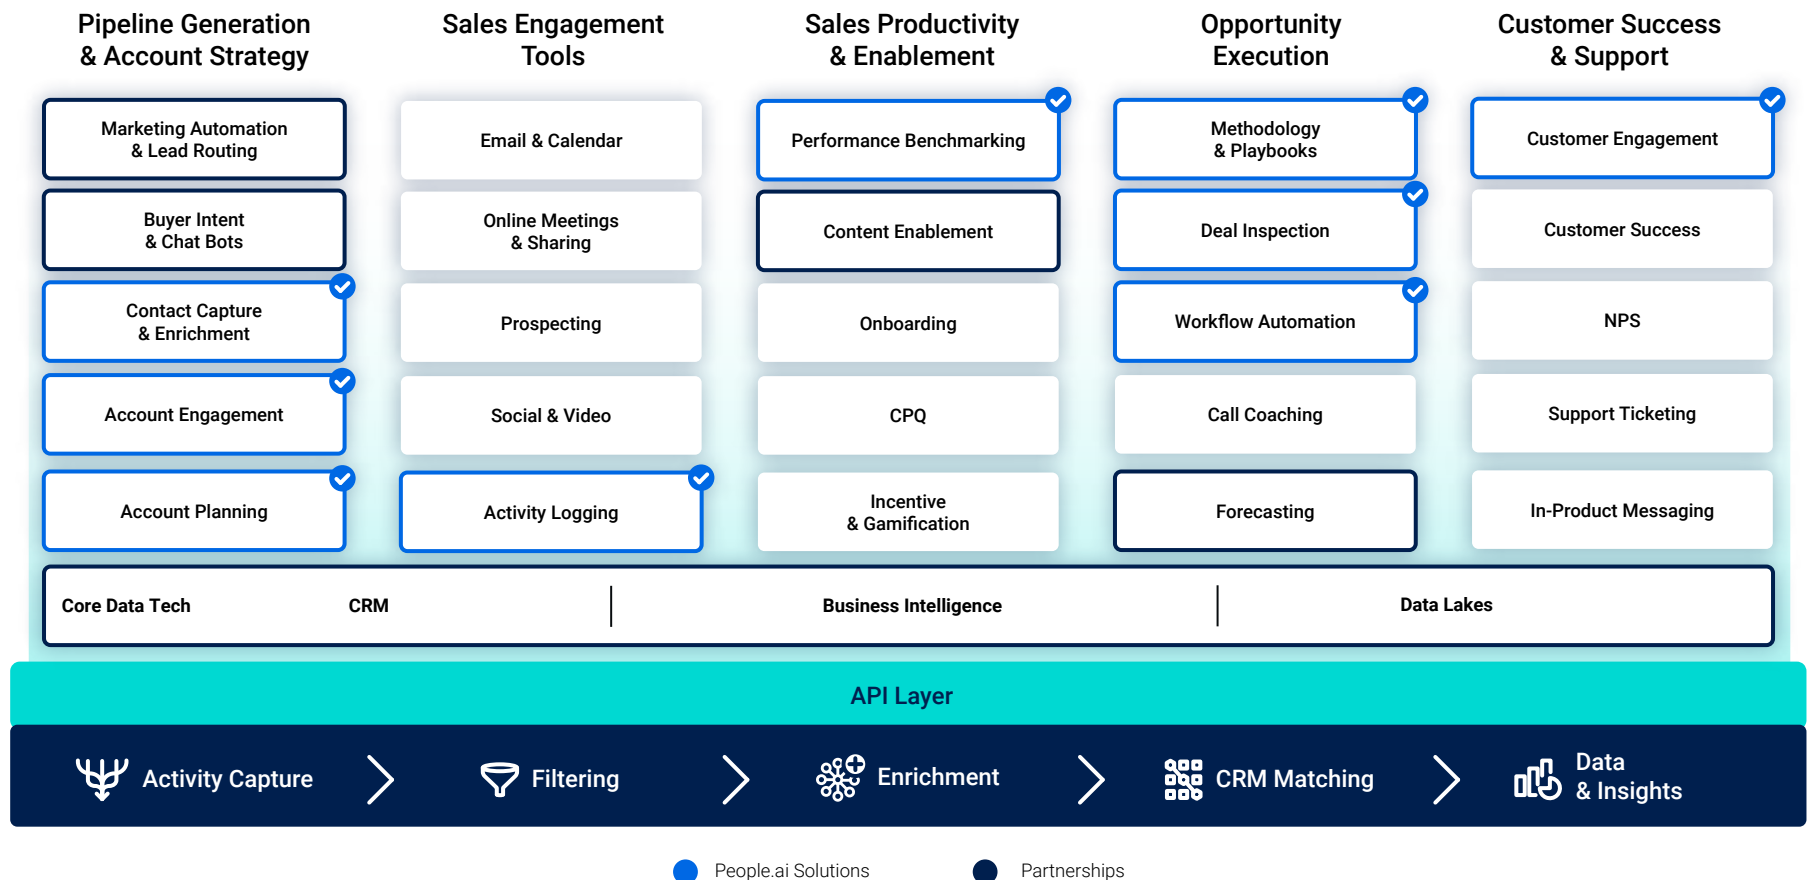 Pipeline Generation
& Account Strategy
Marketing Automation
& Lead Routing
Buyer Intent
& Chat Bots
Contact Capture
& Enrichment
Account Engagement
Account Planning
Sales Engagement
Tools
Email & Calendar
Online Meetings
& Sharing
Prospecting
Social & Video
Activity Logging
Sales Productivity
& Enablement
Performance Benchmarking
Content Enablement
Onboarding
CPQ
Incentive
& Gamification
Opportunity
Execution
Methodology
& Playbooks
Deal Inspection
Workflow Automation
Call Coaching
Forecasting
Customer Success
& Support
Customer Engagement
Customer Success
NPS
Support Ticketing
In-Product Messaging
Core Data Tech
CRM
Business Intelligence
Data Lakes
API Layer
Activity Capture
Filtering
Enrichment
CRM Matching
Data
& Insights
People.ai Solutions
Partnerships